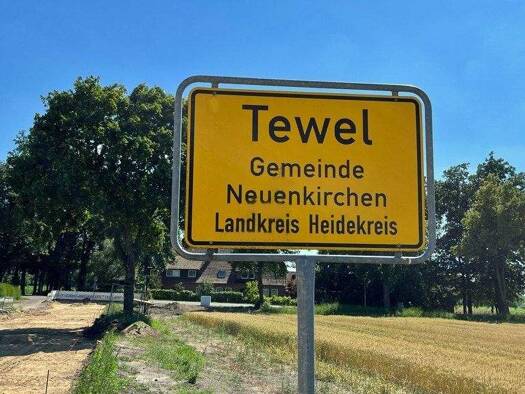 Tewel
Gemeinde
Neuenkirchen
Landkreis Heidekreis